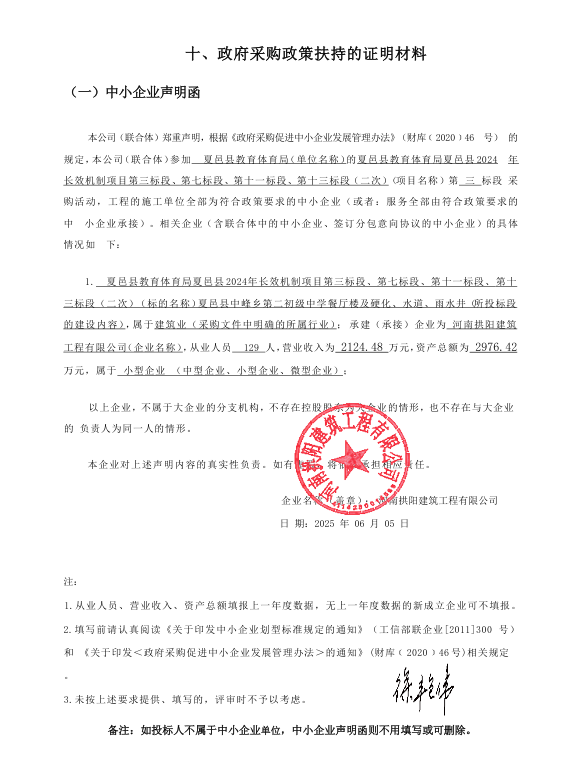 十、政府采购政策扶持的证明材料
（一）中小企业声明函
本公司（联合体）郑重声明，根据《政府采购促进中小企业发展管理办法》（财库﹝2020﹞46 号） 的
规定，本公司（联合体）参加 夏邑县教育体育局（单位名称）的夏邑县教育体育局夏邑县 2024 年
长效机制项目第三标段、第七标段、第十一标段、第十三标段（二次）（项目名称）第 三 标段 采
购活动，工程的施工单位全部为符合政策要求的中小企业（或者：服务全部由符合政策要求的
中 小企业承接）。相关企业（含联合体中的中小企业、签订分包意向协议的中小企业）的具体
情况如 下：
1. 夏邑县教育体育局夏邑县 2024年长效机制项目第三标段、第七标段、第十一标段、第十
三标段（二次）（标的名称）夏邑县中峰乡第二初级中学餐厅楼及硬化、水道、雨水井（所投标段
的建设内容），属于建筑业（采购文件中明确的所属行业）；承建（承接）企业为 河南拱阳建筑
工程有限公司（企业名称），从业人员 129 人，营业收入为 2124.48 万元，资产总额为 2976.42
万元，属于 小型企业 （中型企业、小型企业、微型企业）；
以上企业，不属于大企业的分支机构，不存在控股股东为大企业的情形，也不存在与大企业
的 负责人为同一人的情形。
本企业对上述声明内容的真实性负责。如有 将 承担相应责任。
企业名称（盖章）：河南拱阳建筑工程有限公司
河南拱阳建筑工程有限公司
日 期：2025 年 06 月 05 日
注：
1.从业人员、营业收入、资产总额填报上一年度数据，无上一年度数据的新成立企业可不填报。
2.填写前请认真阅读《关于印发中小企业划型标准规定的通知》（工信部联企业[2011]300 号）
和 《关于印发＜政府采购促进中小企业发展管理办法＞的通知》(财库﹝2020﹞46号)相关规定
。
3.未按上述要求提供、填写的，评审时不予以考虑。
备注：如投标人不属于中小企业单位，中小企业声明函则不用填写或可删除。